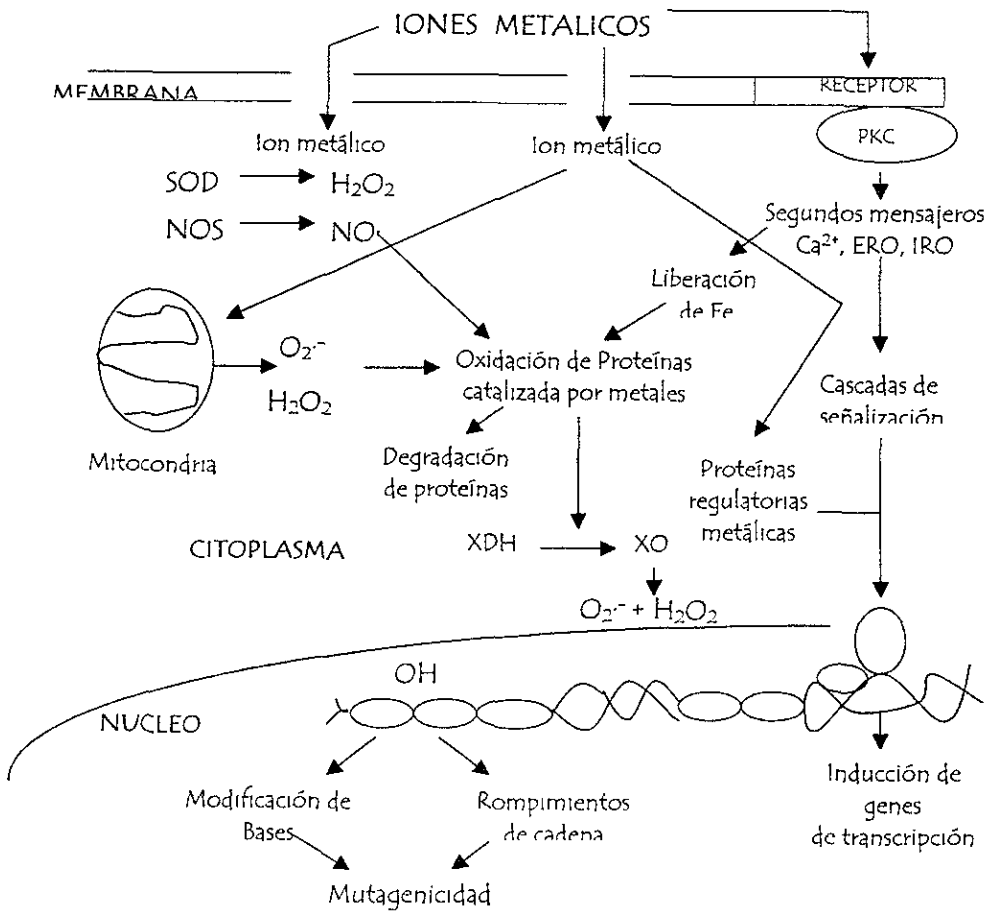 IONES METALICOS
MEMBRANA
RECEPTOR
PKC
Ion metálico
Ion metálico
SOD
H₂O₂
NOS
NO
Segundos mensajeros
Ca²⁺, ERO, IRO
Liberación
de Fe
O₂·⁻
H₂O₂
Oxidación de Proteínas
catalizada por metales
Cascadas de
señalización
Mitocondria
Degradación
de proteínas
Proteínas
regulatorias
metálicas
CITOPLASMA
XDH
XO
O₂·⁻ + H₂O₂
OH
NUCLEO
Modificación de
Bases
Rompimientos
de cadena
Inducción de
genes
de transcripción
Mutagenicidad